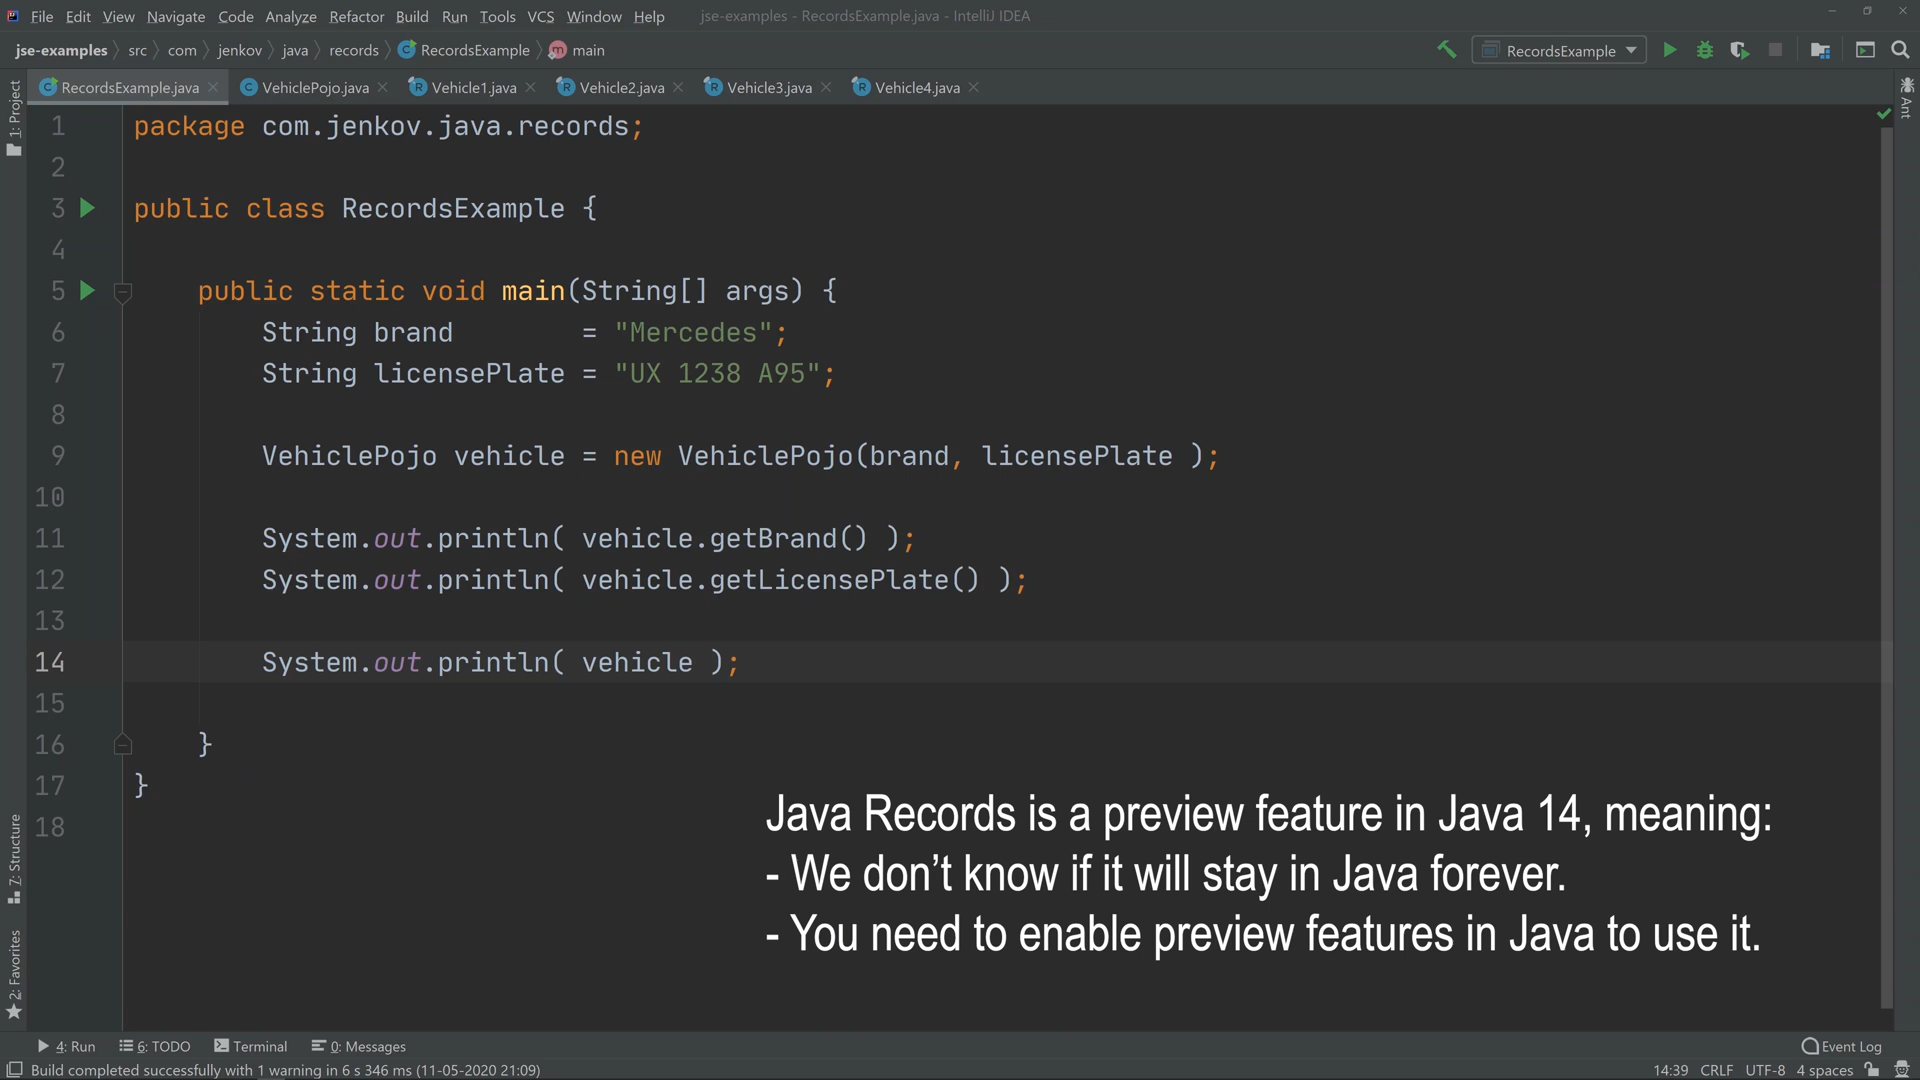 File Edit View Navigate Code Analyze Refactor Build Run Tools VCS Window Help jse-examples - RecordsExample.java - IntelliJ IDEA
jse-examples src com jenkov java records C RecordsExample m main RecordsExample
C RecordsExample.java C VehiclePojo.java R Vehicle1.java R Vehicle2.java R Vehicle3.java R Vehicle4.java
1: Project
Ant
1 package com.jenkov.java.records;
2
3 public class RecordsExample {
4
5 public static void main(String[] args) {
6 String brand = "Mercedes";
7 String licensePlate = "UX 1238 A95";
8
9 VehiclePojo vehicle = new VehiclePojo(brand, licensePlate );
10
11 System.out.println( vehicle.getBrand() );
12 System.out.println( vehicle.getLicensePlate() );
13
14 System.out.println( vehicle );
15
16 }
17 }
18
Java Records is a preview feature in Java 14, meaning:
- We don’t know if it will stay in Java forever.
- You need to enable preview features in Java to use it.
7: Structure
2: Favorites
4: Run 6: TODO Terminal 0: Messages Event Log
Build completed successfully with 1 warning in 6 s 346 ms (11-05-2020 21:09) 14:39 CRLF UTF-8 4 spaces